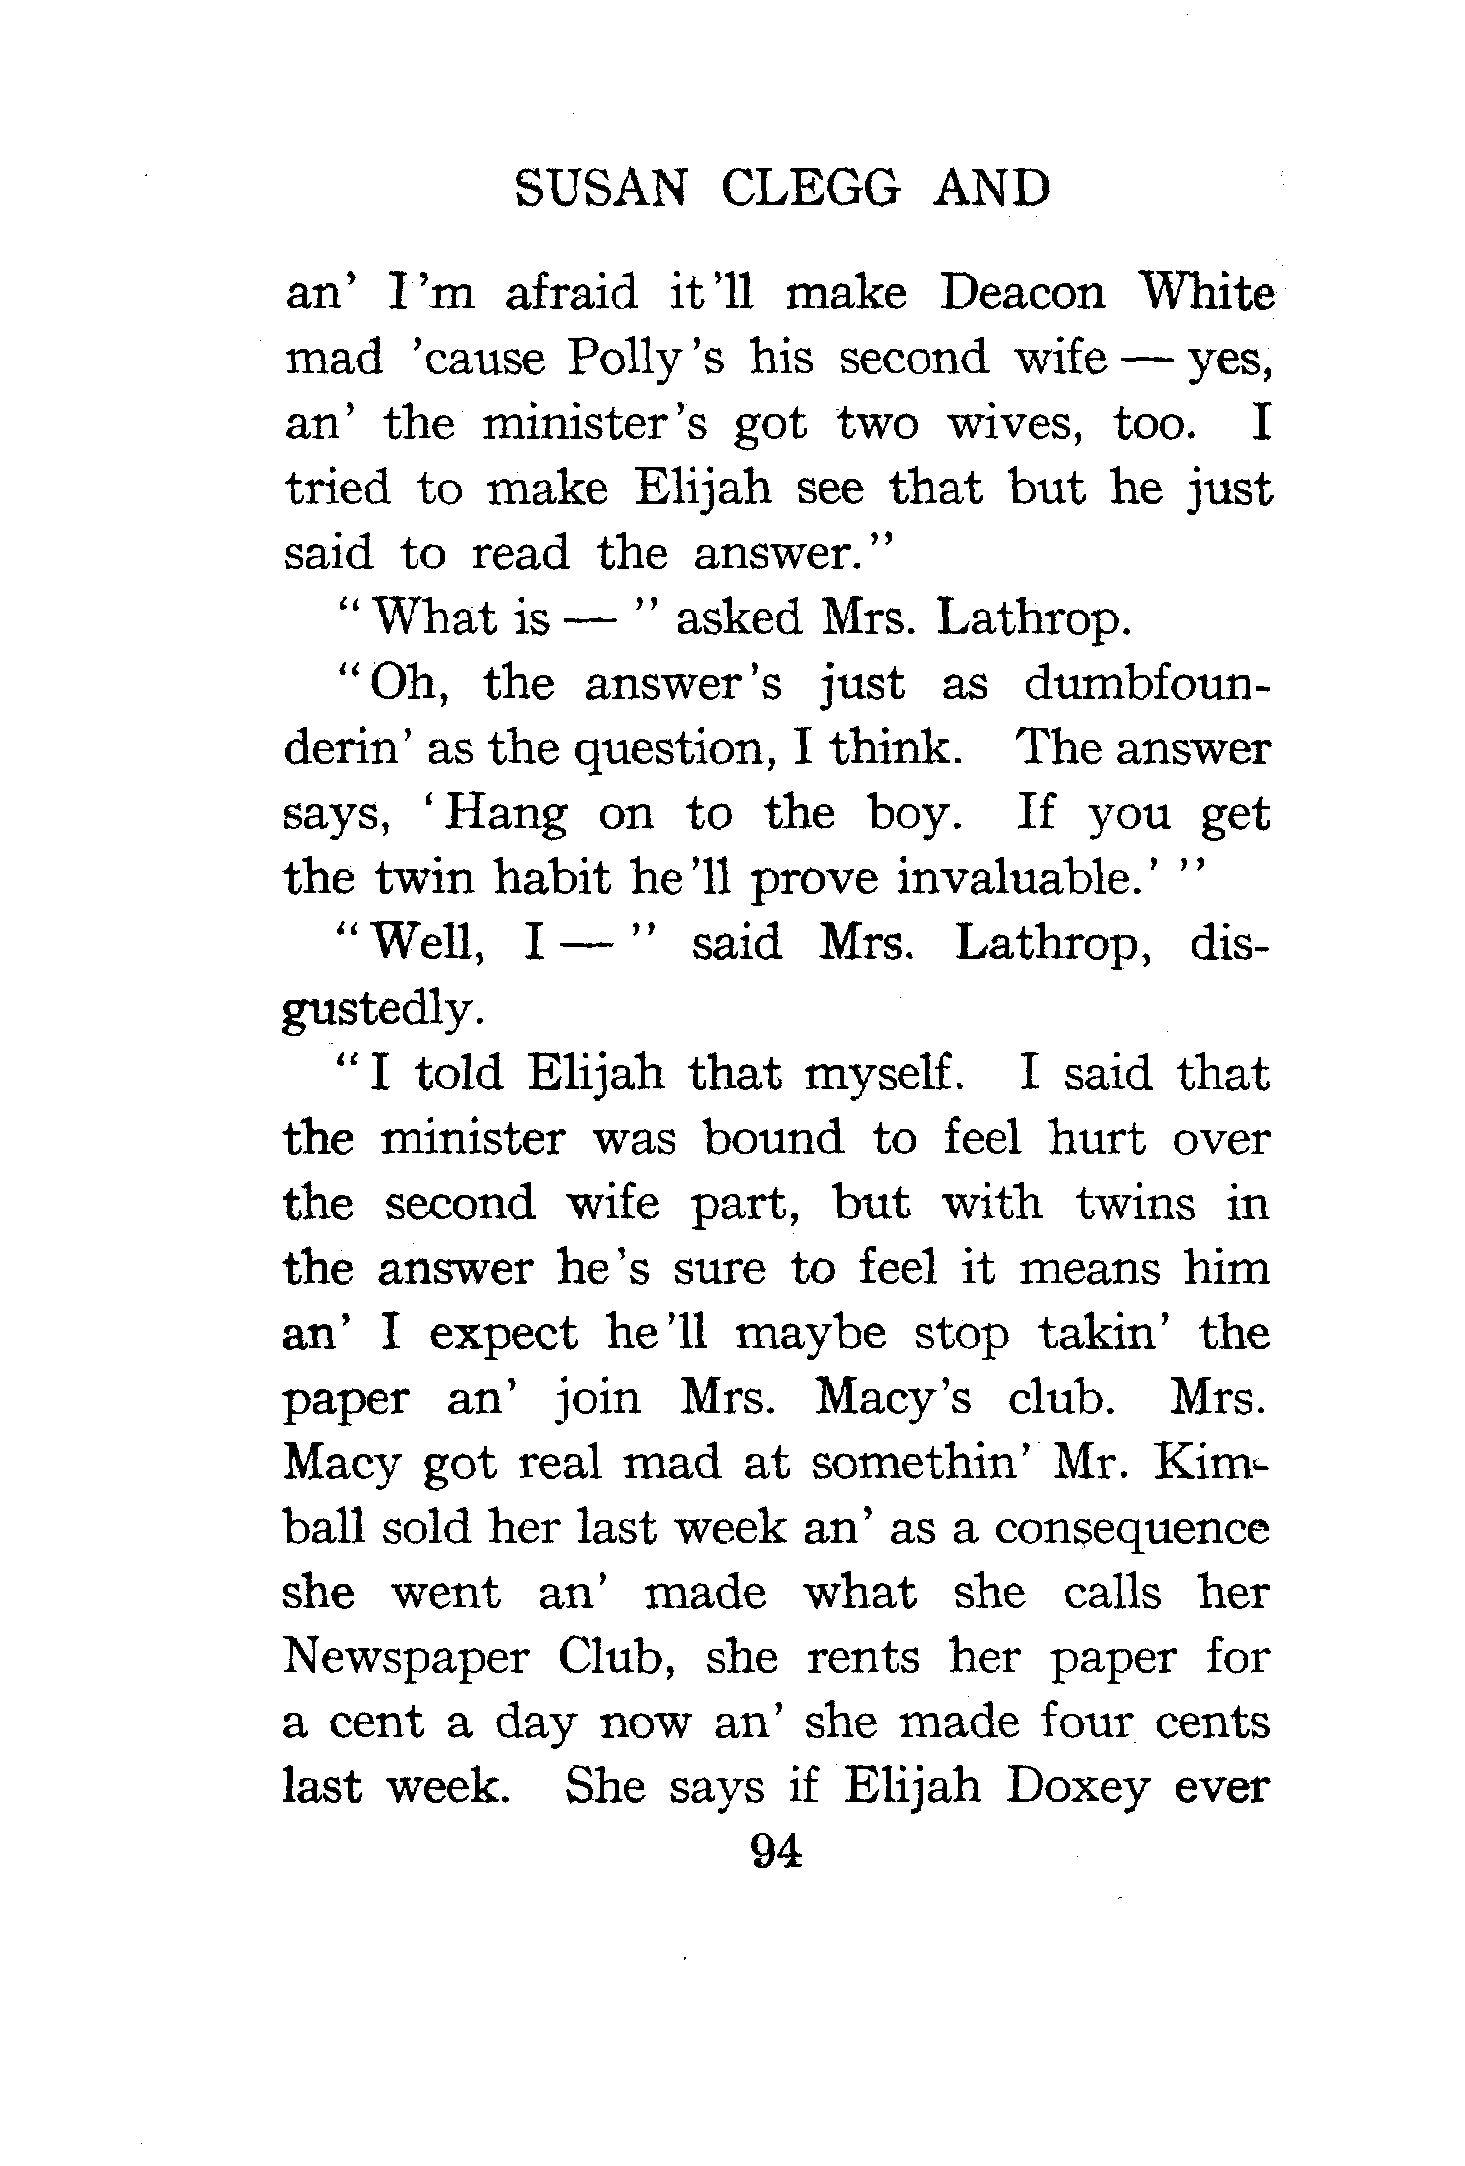 SUSAN CLEGG AND
an' I'm afraid it'll make Deacon White
mad 'cause Polly's his second wife — yes,
an' the minister's got two wives, too. I
tried to make Elijah see that but he just
said to read the answer."
"What is — " asked Mrs. Lathrop.
"Oh, the answer's just as dumbfoun-
derin' as the question, I think. The answer
says, 'Hang on to the boy. If you get
the twin habit he'll prove invaluable.' "
"Well, I — " said Mrs. Lathrop, dis-
gustedly.
"I told Elijah that myself. I said that
the minister was bound to feel hurt over
the second wife part, but with twins in
the answer he's sure to feel it means him
an' I expect he'll maybe stop takin' the
paper an' join Mrs. Macy's club. Mrs.
Macy got real mad at somethin' Mr. Kim-
ball sold her last week an' as a consequence
she went an' made what she calls her
Newspaper Club, she rents her paper for
a cent a day now an' she made four cents
last week. She says if Elijah Doxey ever
94